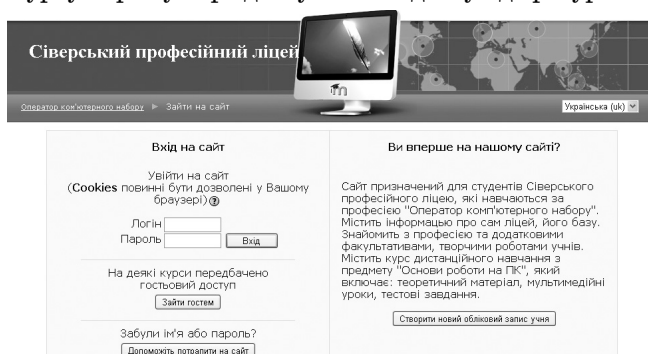 Сіверський професійний ліцей
Оператор ком'ютерного набору ► Зайти на сайт
Українська (uk)
Вхід на сайт
Увійти на сайт
(Cookies повинні бути дозволені у Вашому
браузері)
Логін
Пароль
Вхід
На деякі курси передбачено
гостьовий доступ
Зайти гостем
Забули ім'я або пароль?
Допоможіть потрапити на сайт
Ви вперше на нашому сайті?
Сайт призначений для студентів Сіверського
професійного ліцею, які навчаються за
професією "Оператор комп'ютерного набору".
Містить інформацью про сам ліцей, його базу.
Знайомить з професією та додатковими
факультативами, творчими роботами учнів.
Містить курс дистанційного навчання з
предмету "Основи роботи на ПК", який
включає: теоретичний матеріал, мультимедійні
уроки, тестові завдання.
Створити новий обліковий запис учня